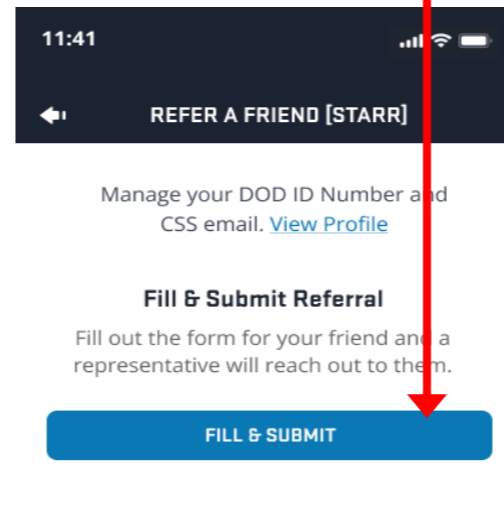 11:41
REFER A FRIEND [STARR]
Manage your DOD ID Number and
CSS email. View Profile
Fill & Submit Referral
Fill out the form for your friend and a
representative will reach out to them.
FILL & SUBMIT